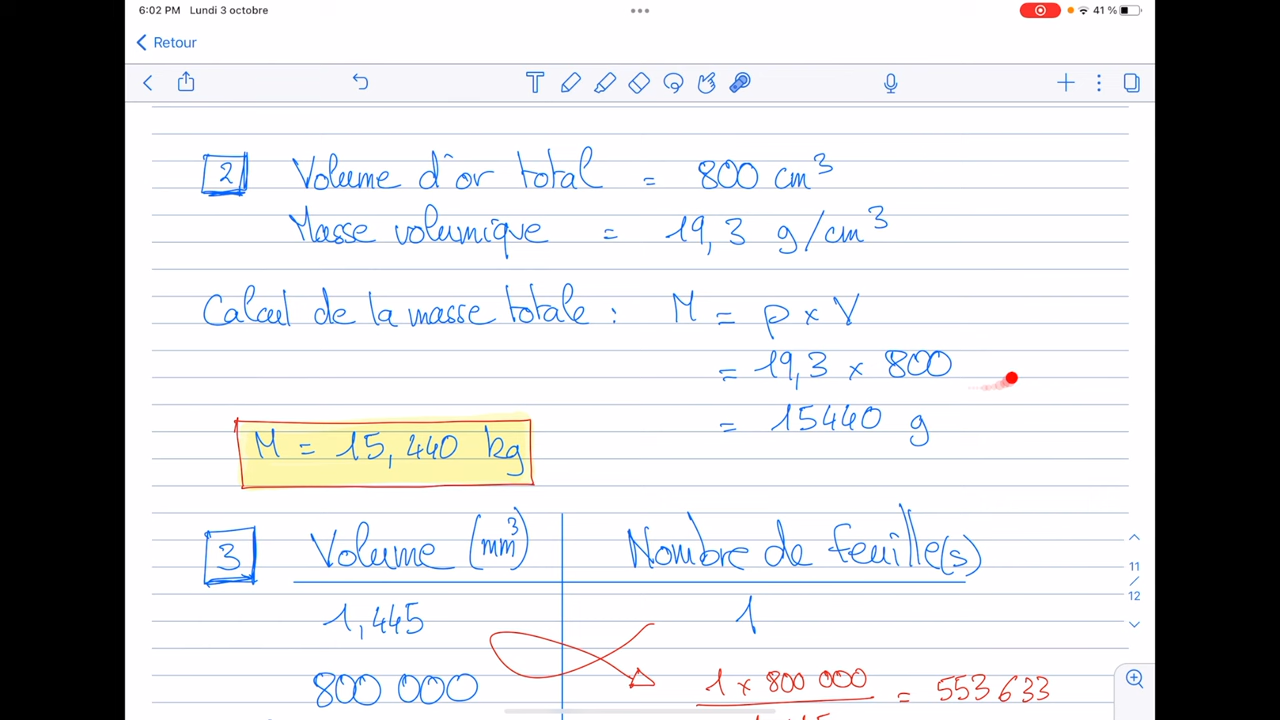 6:02 PM Lundi 3 octobre
41 %
Retour
2 Volume d'or total = 800 cm³
Masse volumique = 19,3 g/cm³
Calcul de la masse totale : M = ρ x V
= 19,3 x 800
= 15440 g
M = 15,440 kg
3 Volume (mm³) Nombre de feuille(s)
1,445 1
11
/
12
800 000 1 x 800 000 = 553 633